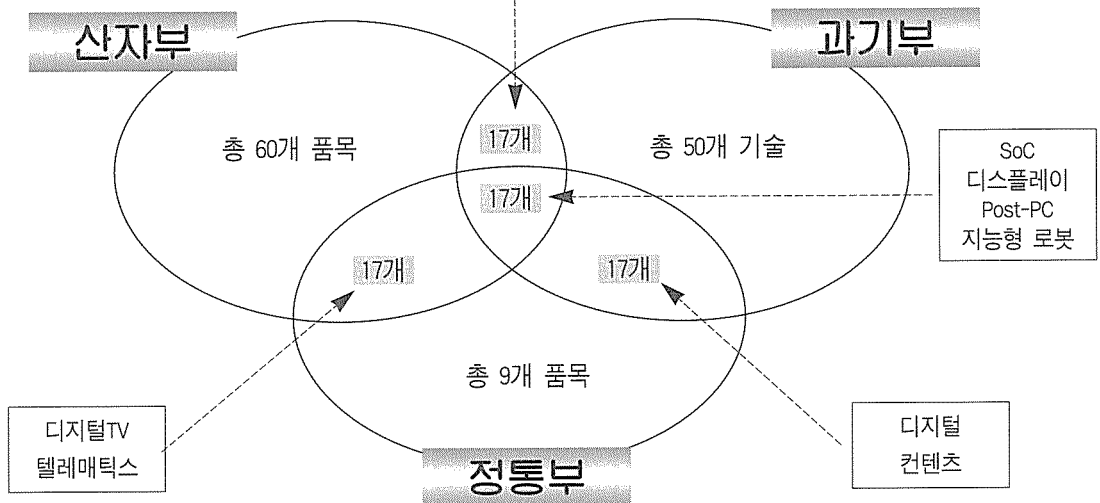 산자부
과기부
17개
총 60개 품목
총 50개 기술
17개
SoC
디스플레이
Post-PC
지능형 로봇
17개
17개
총 9개 품목
디지털TV
텔레매틱스
디지털
컨텐츠
정통부